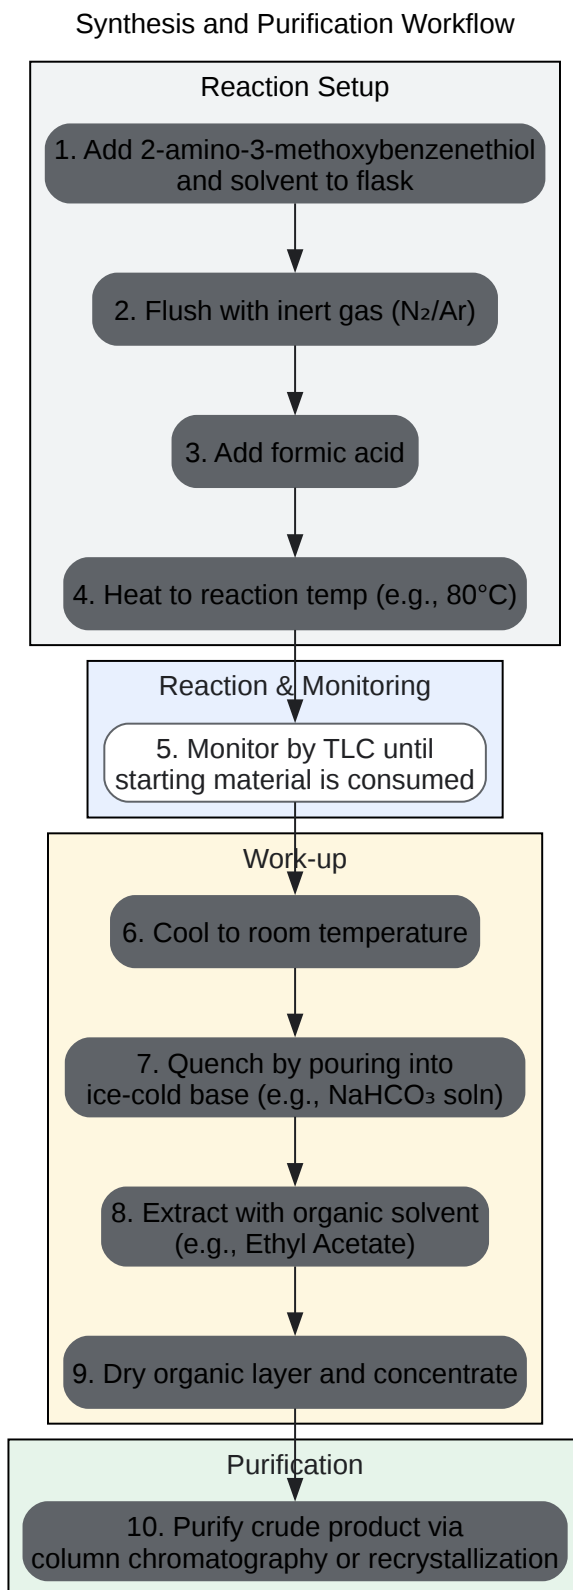 Synthesis and Purification Workflow
Reaction Setup
1. Add 2-amino-3-methoxybenzenethiol
and solvent to flask
2. Flush with inert gas (N₂/Ar)
3. Add formic acid
4. Heat to reaction temp (e.g., 80°C)
Reaction & Monitoring
5. Monitor by TLC until
starting material is consumed
Work-up
6. Cool to room temperature
7. Quench by pouring into
ice-cold base (e.g., NaHCO₃ soln)
8. Extract with organic solvent
(e.g., Ethyl Acetate)
9. Dry organic layer and concentrate
Purification
10. Purify crude product via
column chromatography or recrystallization